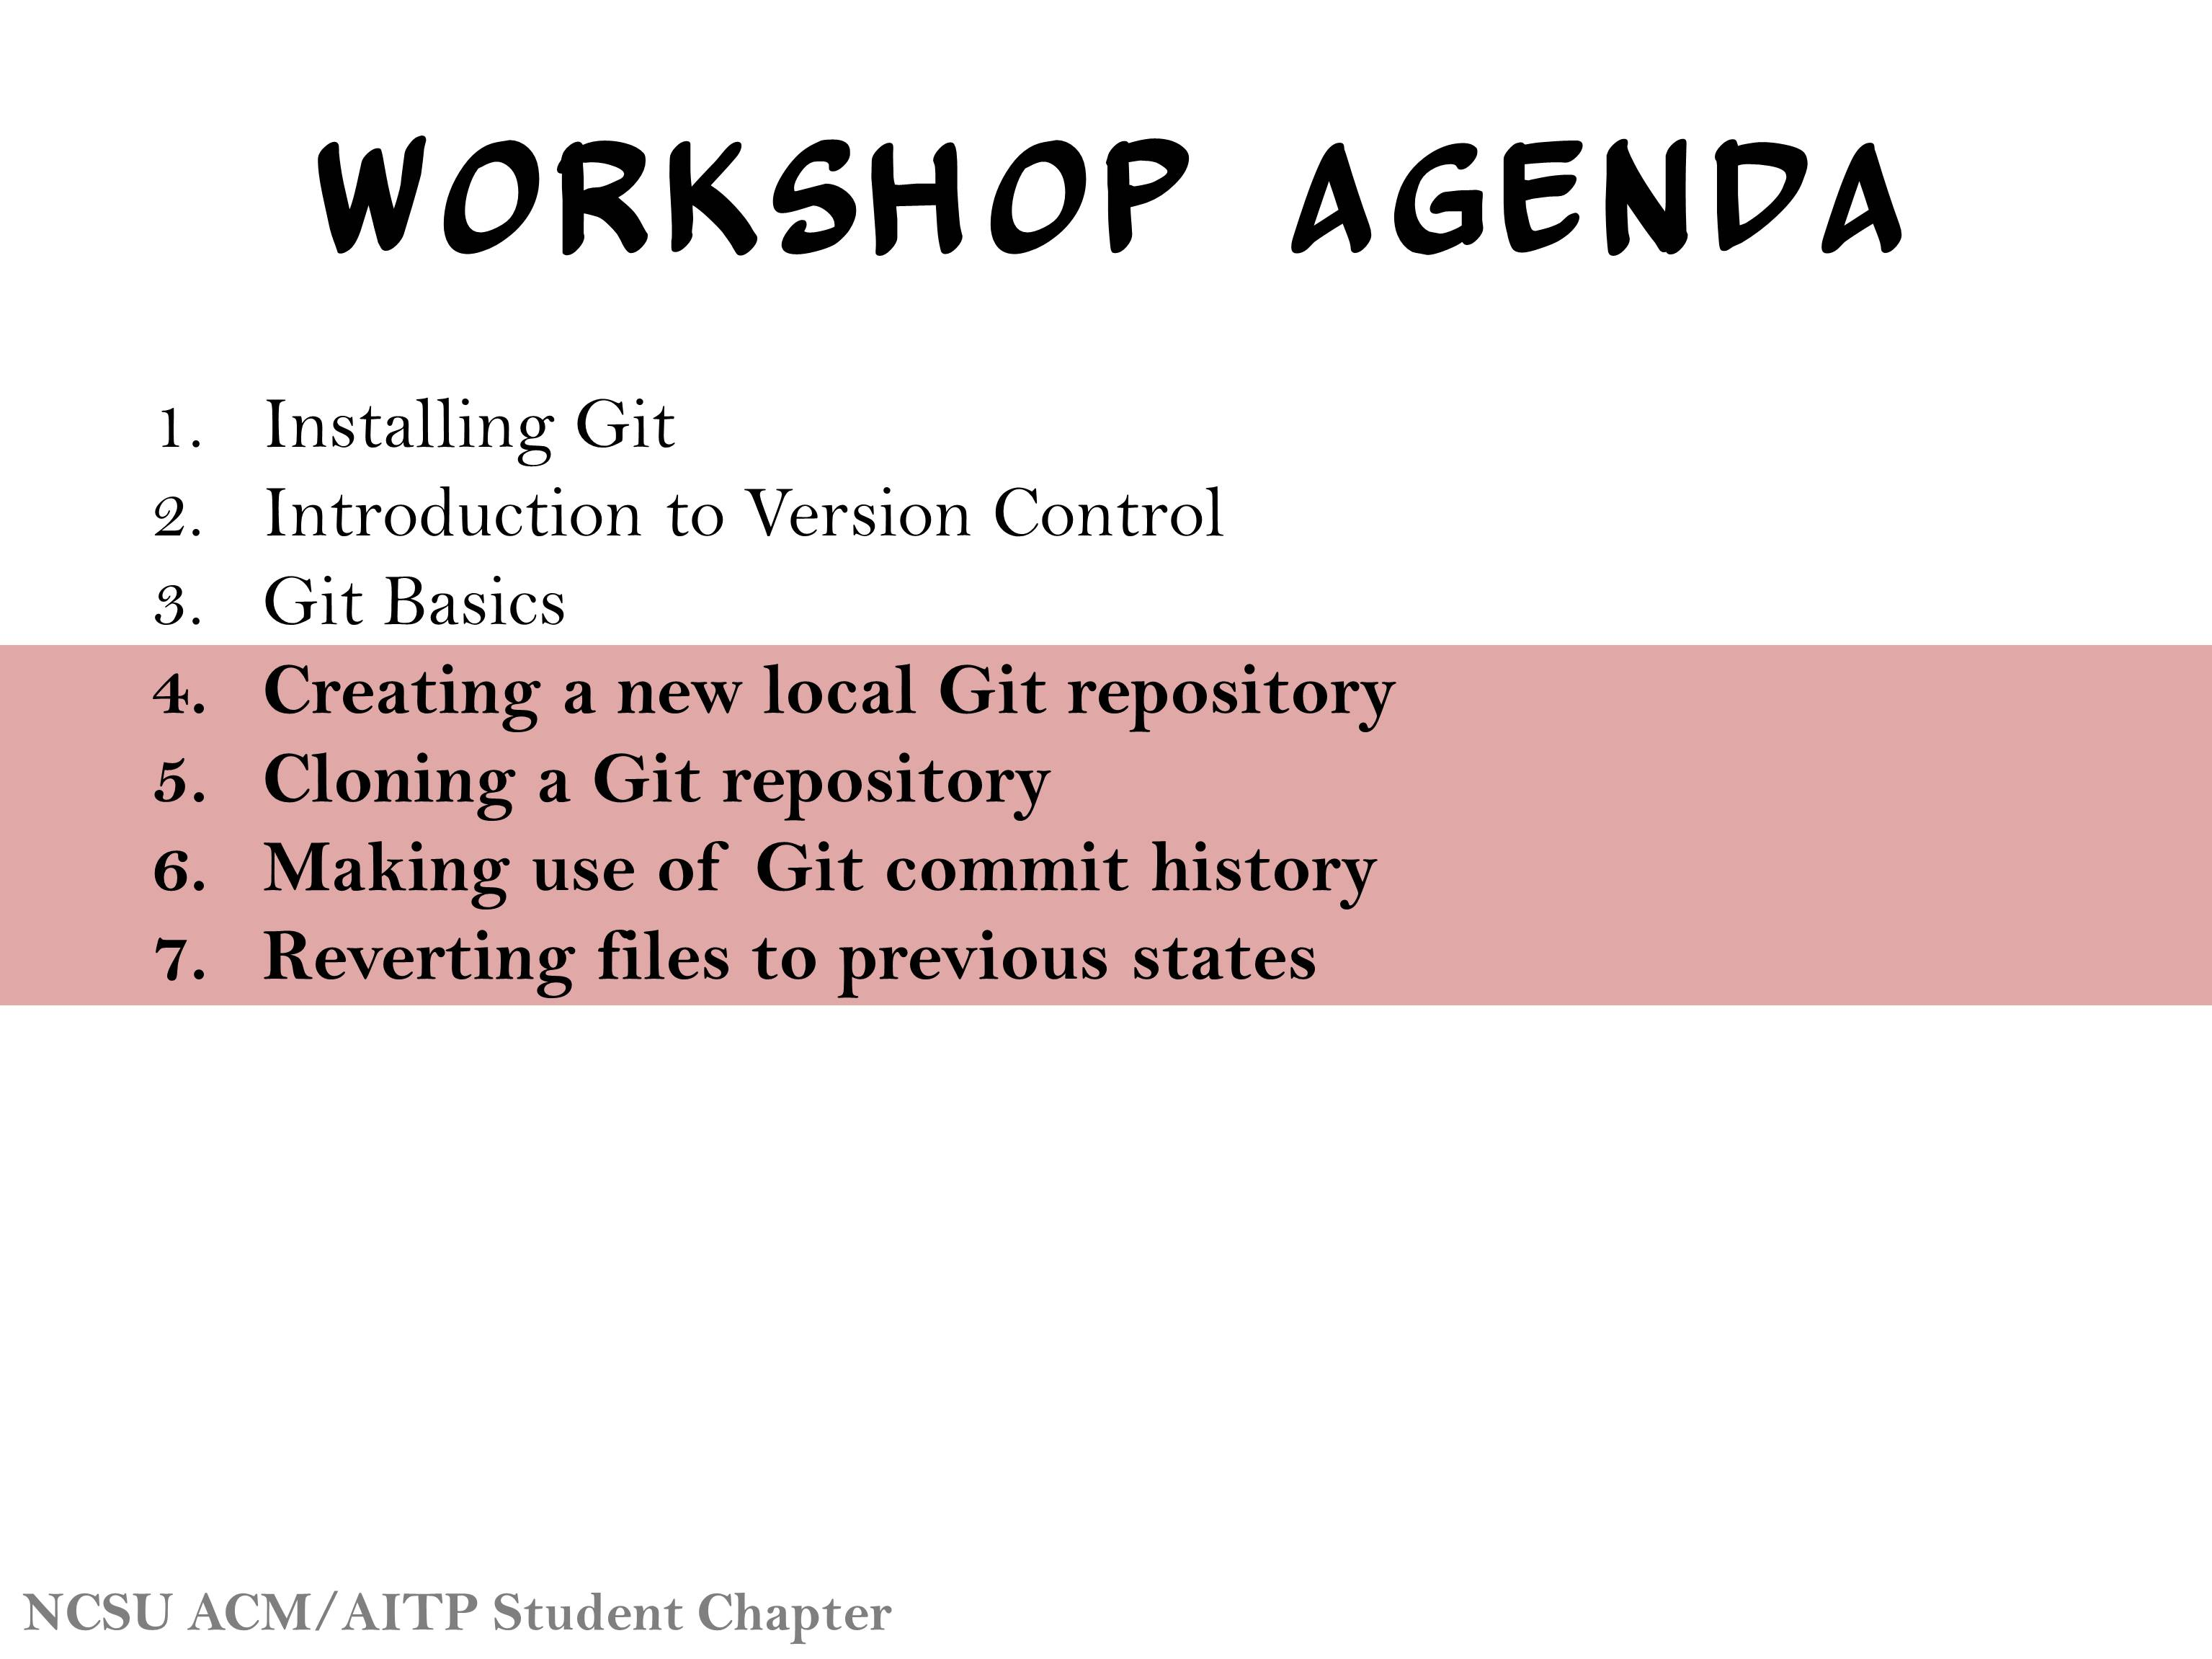 WORKSHOP AGENDA
1. Installing Git
2. Introduction to Version Control
3. Git Basics
4. Creating a new local Git repository
5. Cloning a Git repository
6. Making use of  Git commit history
7. Reverting files to previous states
NCSU ACM/AITP Student Chapter